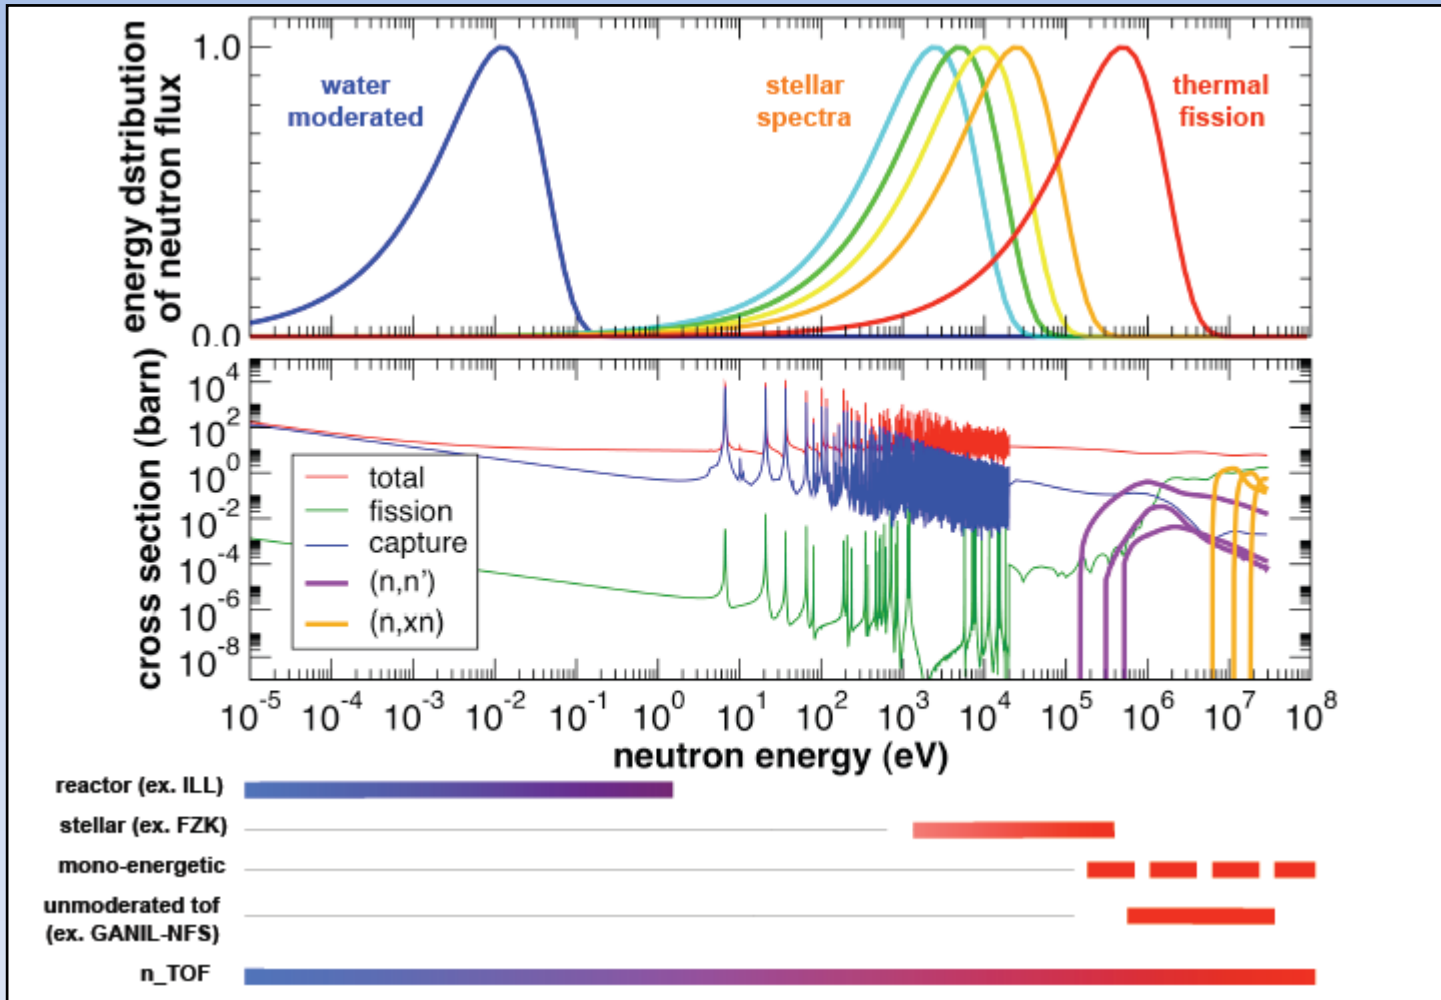 energy dstribution
of neutron flux
1.0
0.0
water
moderated
stellar
spectra
thermal
fission
cross section (barn)
10^4
10^2
10^0
10^-2
10^-4
10^-6
10^-8
total
fission
capture
(n,n')
(n,xn)
10^-5 10^-4 10^-3 10^-2 10^-1 10^0 10^1 10^2 10^3 10^4 10^5 10^6 10^7 10^8
neutron energy (eV)
reactor (ex. ILL)
stellar (ex. FZK)
mono-energetic
unmoderated tof
(ex. GANIL-NFS)
n_TOF